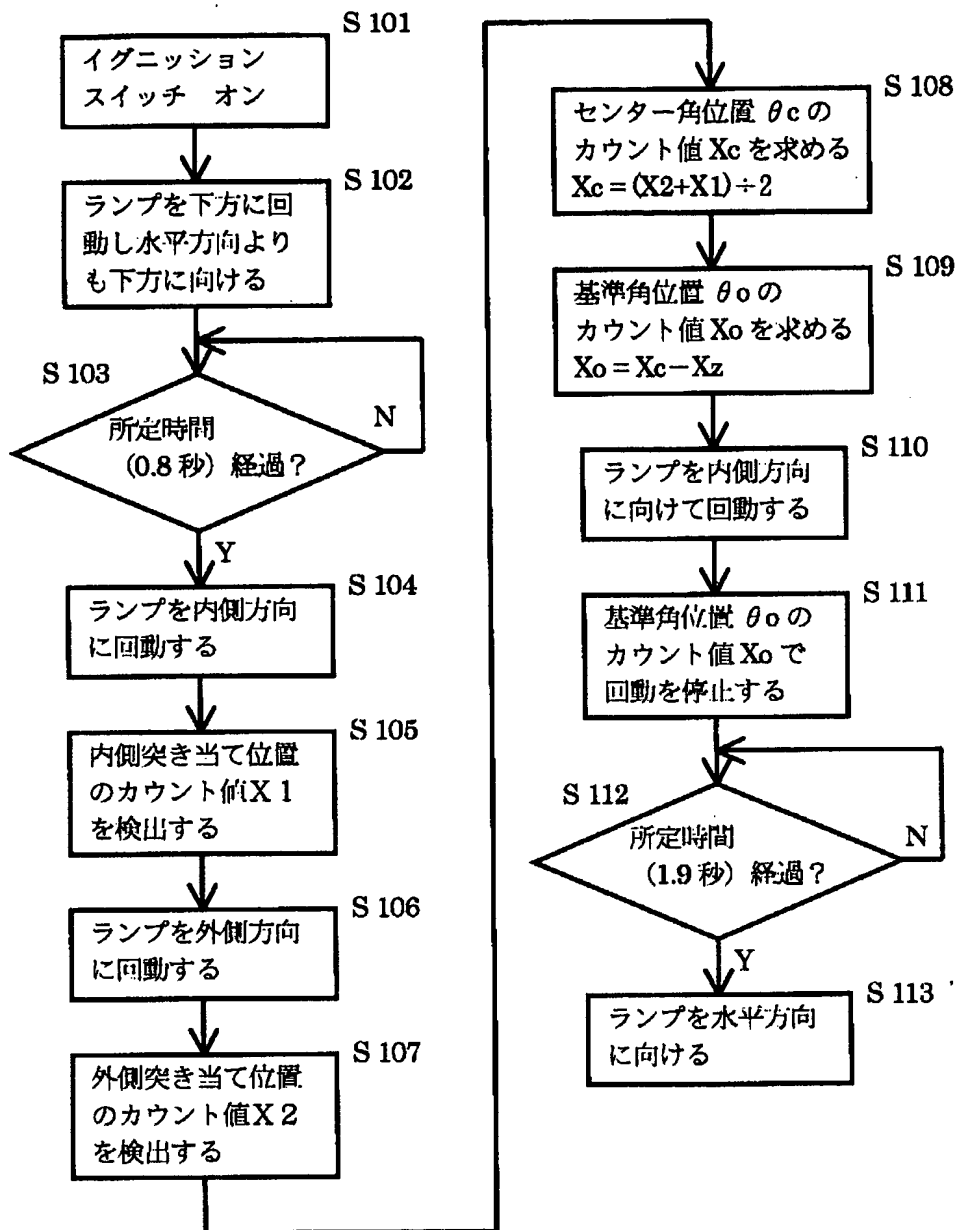 S 101
イグニッション
スイッチ オン
S 102
ランプを下方に回
動し水平方向より
も下方に向ける
S 103
所定時間
(0.8 秒) 経過?
N
Y
S 104
ランプを内側方向
に回動する
S 105
内側突き当て位置
のカウント値X 1
を検出する
S 106
ランプを外側方向
に回動する
S 107
外側突き当て位置
のカウント値X 2
を検出する
S 108
センター角位置 θc の
カウント値 Xc を求める
Xc = (X2+X1) ÷ 2
S 109
基準角位置 θo の
カウント値 Xo を求める
Xo = Xc−Xz
S 110
ランプを内側方向
に向けて回動する
S 111
基準角位置 θo の
カウント値 Xo で
回動を停止する
S 112
所定時間
(1.9 秒) 経過?
N
Y
S 113
ランプを水平方向
に向ける